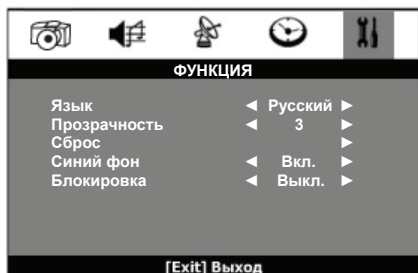 ФУНКЦИЯ
Язык ◄ Русский ►
Прозрачность ◄ 3 ►
Сброс ►
Синий фон ◄ Вкл. ►
Блокировка ◄ Выкл. ►
[Exit] Выход